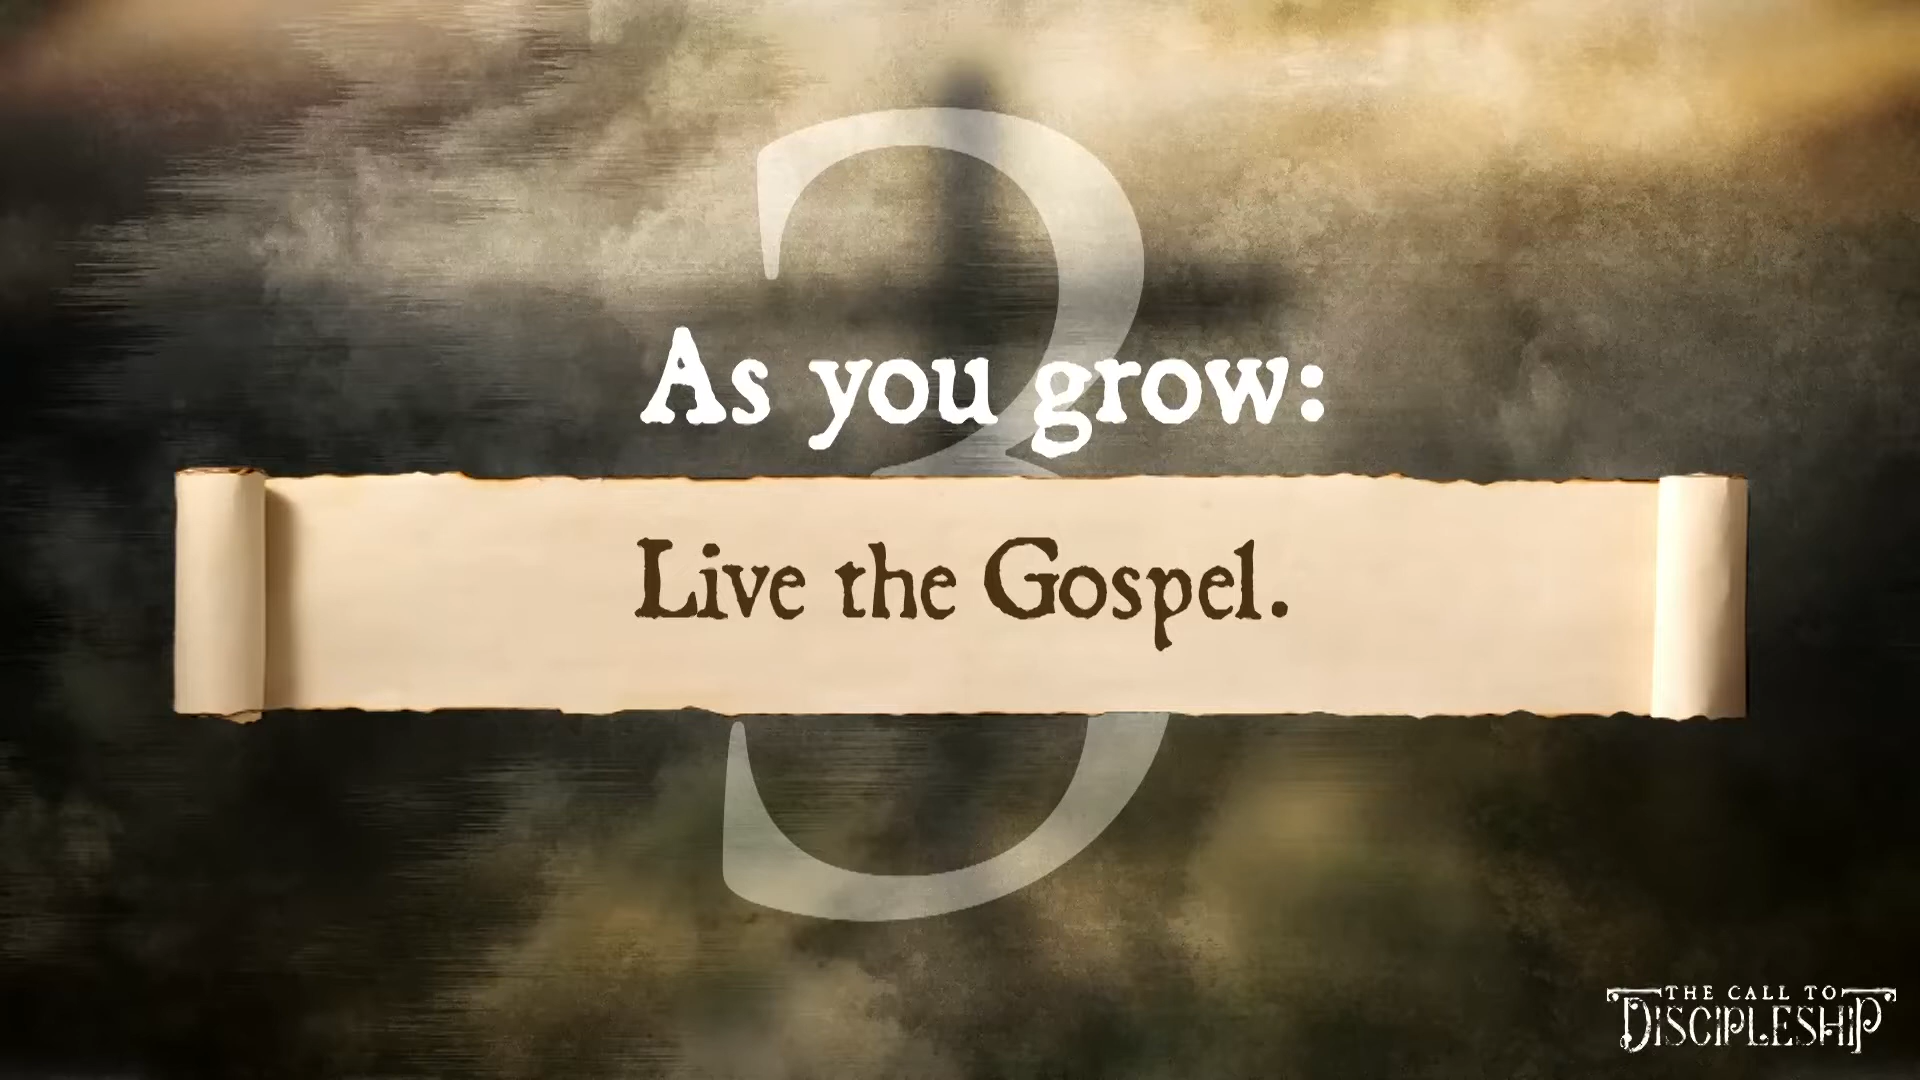 3
As you grow:
Live the Gospel.
THE CALL TO
DISCIPLESHIP